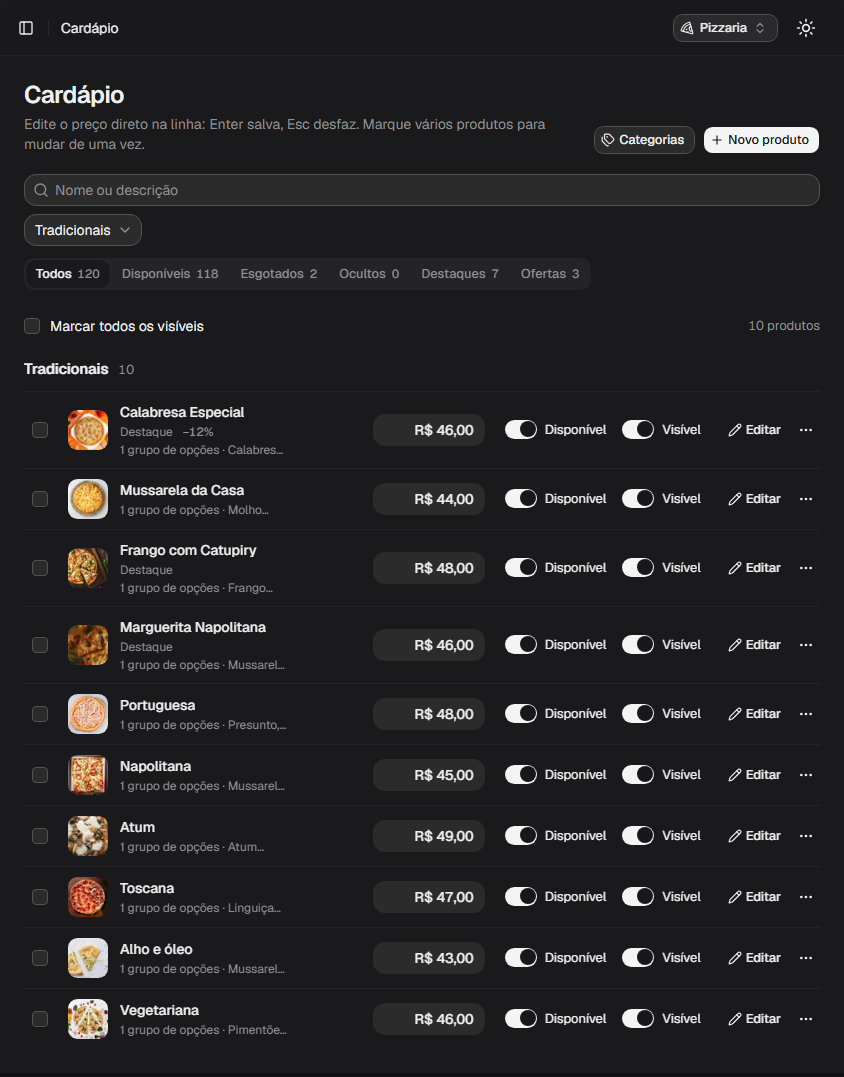 Cardápio
Pizzaria
Cardápio
Edite o preço direto na linha: Enter salva, Esc desfaz. Marque vários produtos para
mudar de uma vez.
Categorias
+ Novo produto
Nome ou descrição
Tradicionais
Todos 120 Disponíveis 118 Esgotados 2 Ocultos 0 Destaques 7 Ofertas 3
Marcar todos os visíveis
10 produtos
Tradicionais 10
Calabresa Especial
Destaque −12%
1 grupo de opções · Calabres...
R$ 46,00 Disponível Visível Editar ...
Mussarela da Casa
1 grupo de opções · Molho...
R$ 44,00 Disponível Visível Editar ...
Frango com Catupiry
Destaque
1 grupo de opções · Frango...
R$ 48,00 Disponível Visível Editar ...
Marguerita Napolitana
Destaque
1 grupo de opções · Mussarel...
R$ 46,00 Disponível Visível Editar ...
Portuguesa
1 grupo de opções · Presunto,...
R$ 48,00 Disponível Visível Editar ...
Napolitana
1 grupo de opções · Mussarel...
R$ 45,00 Disponível Visível Editar ...
Atum
1 grupo de opções · Atum...
R$ 49,00 Disponível Visível Editar ...
Toscana
1 grupo de opções · Linguiça...
R$ 47,00 Disponível Visível Editar ...
Alho e óleo
1 grupo de opções · Mussarel...
R$ 43,00 Disponível Visível Editar ...
Vegetariana
1 grupo de opções · Pimentõe...
R$ 46,00 Disponível Visível Editar ...